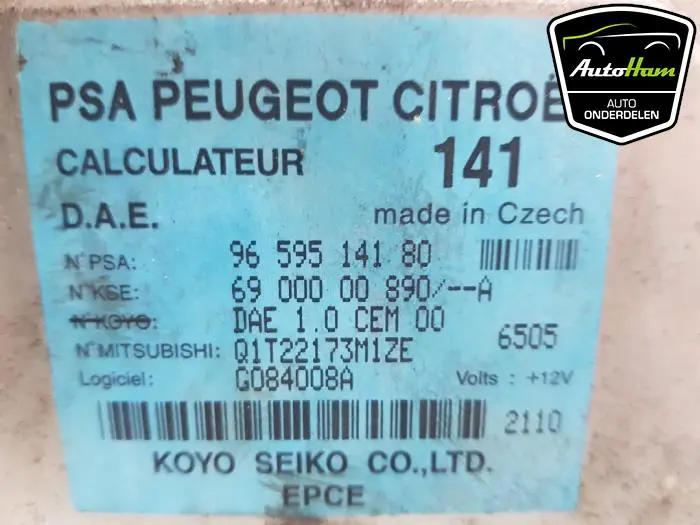 AutoHam
AUTO
ONDERDELEN
PSA PEUGEOT CITROË
CALCULATEUR 141
D.A.E. made in Czech
N°PSA: 96 595 141 80
N°KSE: 69 000 00 890/--A
N°KOYO: DAE 1.0 CEM 00 6505
N°MITSUBISHI: Q1T22173M1ZE
Logiciel: G084008A Volts : +12V
2110
KOYO SEIKO CO.,LTD.
EPCE